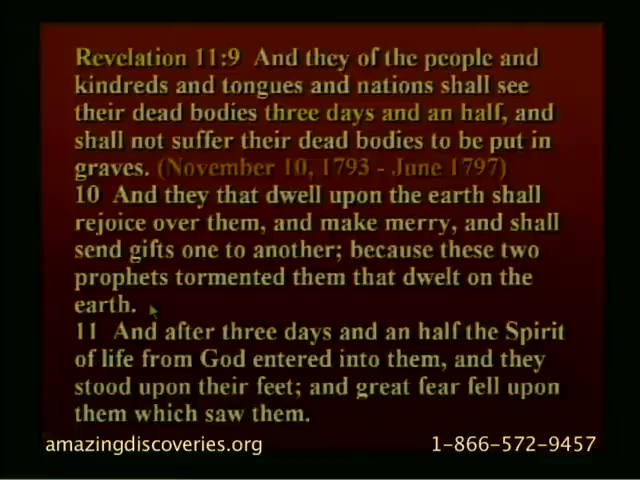 Revelation 11:9 And they of the people and
kindreds and tongues and nations shall see
their dead bodies three days and an half, and
shall not suffer their dead bodies to be put in
graves. (November 10, 1793 - June 1797)
10 And they that dwell upon the earth shall
rejoice over them, and make merry, and shall
send gifts one to another; because these two
prophets tormented them that dwelt on the
earth.
11 And after three days and an half the Spirit
of life from God entered into them, and they
stood upon their feet; and great fear fell upon
them which saw them.
amazingdiscoveries.org 1-866-572-9457